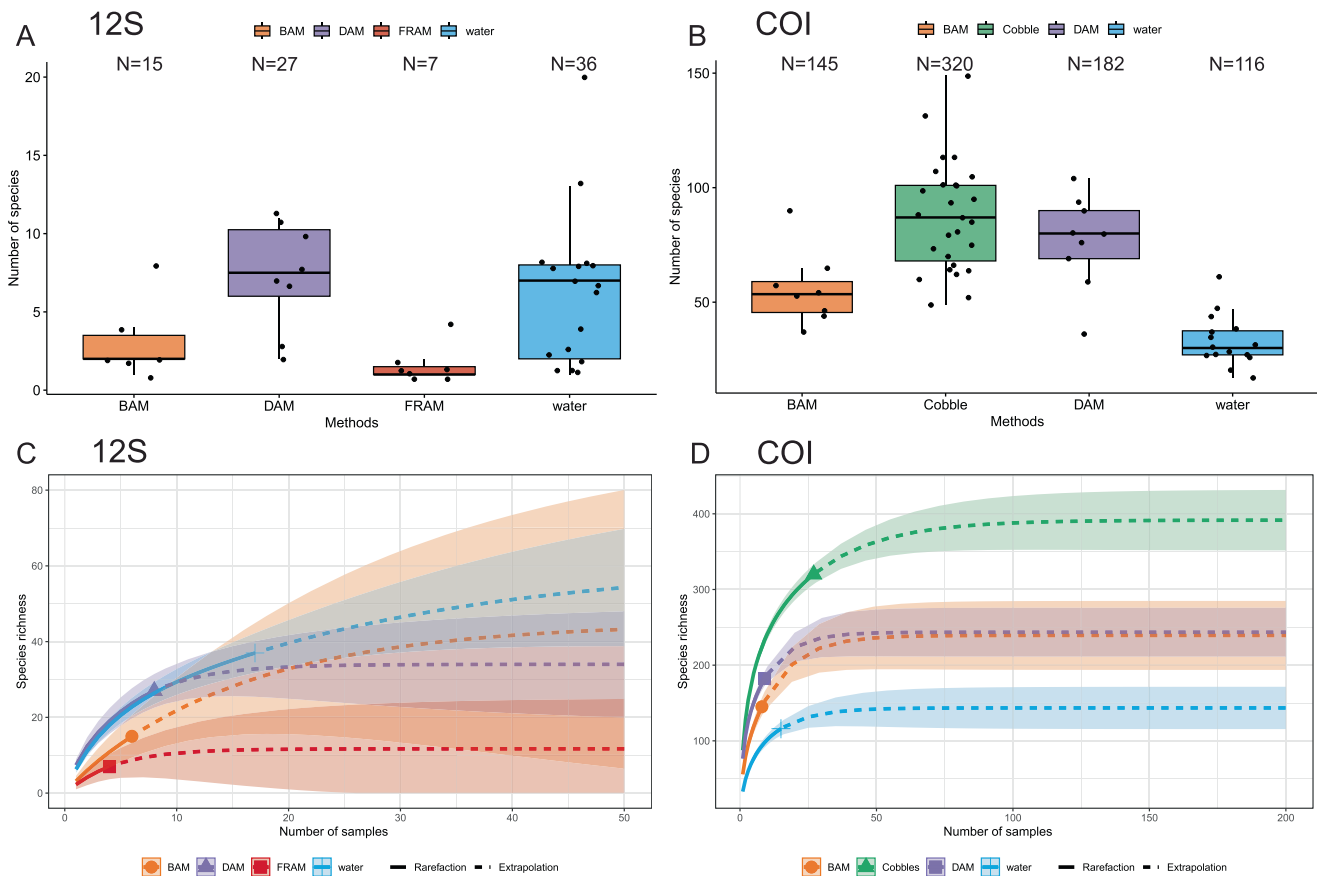 A 12S
BAM DAM FRAM water
N=15 N=27 N=7 N=36
Number of species
20
15
10
5
0
BAM DAM FRAM water
Methods
B COI
BAM Cobble DAM water
N=145 N=320 N=182 N=116
Number of species
150
100
50
BAM Cobble DAM water
Methods
C 12S
Species richness
80
60
40
20
0
0 10 20 30 40 50
Number of samples
BAM DAM FRAM water Rarefaction Extrapolation
D COI
Species richness
400
300
200
100
0 50 100 150 200
Number of samples
BAM Cobbles DAM water Rarefaction Extrapolation